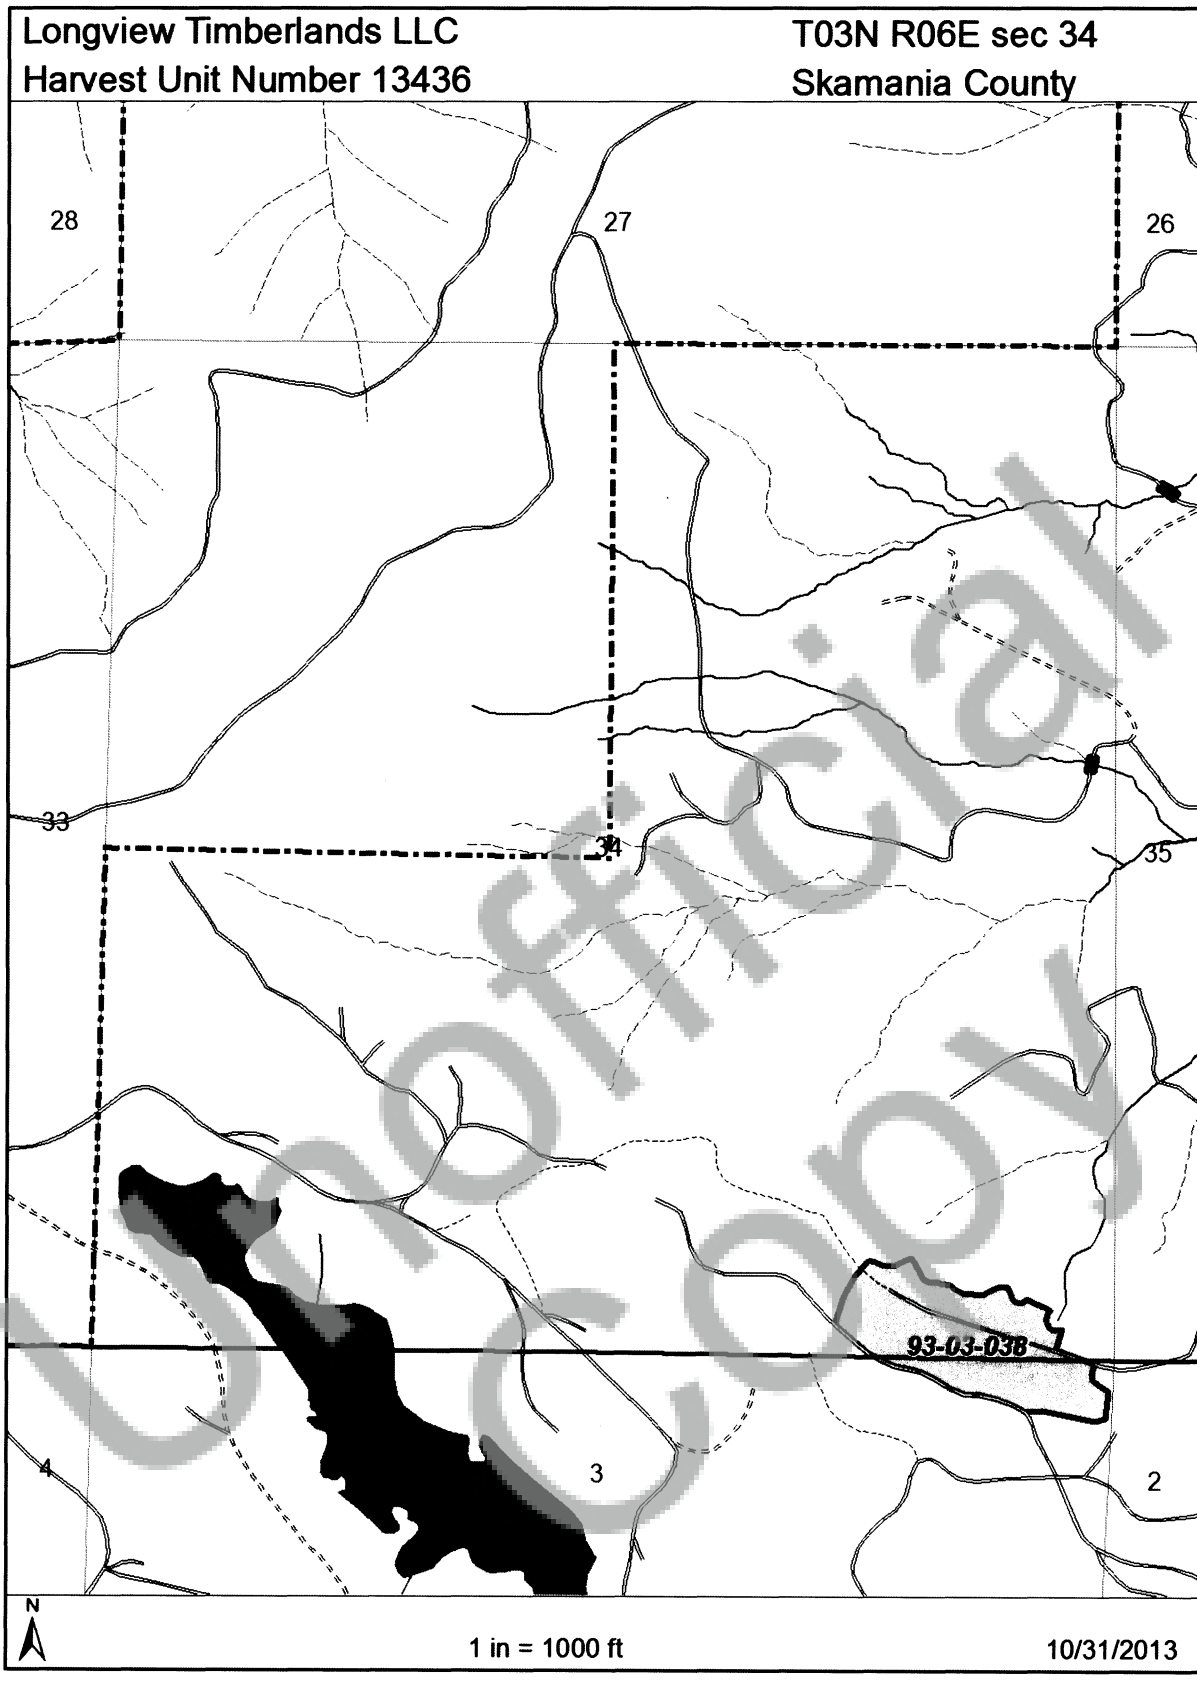 Longview Timberlands LLC
Harvest Unit Number 13436
T03N R06E sec 34
Skamania County
28
27
26
33
34
35
93-03-038
4
3
2
Unofficial
Copy
N
1 in = 1000 ft
10/31/2013